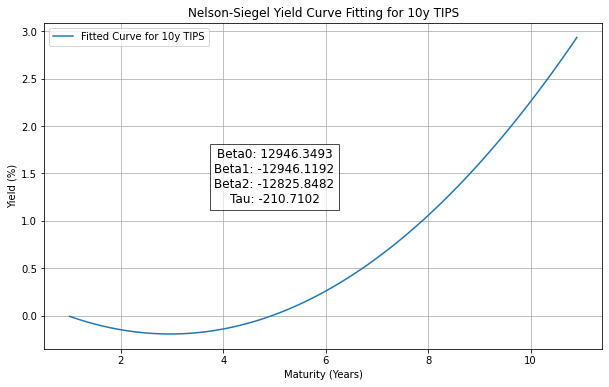 Nelson-Siegel Yield Curve Fitting for 10y TIPS
Fitted Curve for 10y TIPS
3.0
2.5
2.0
1.5
1.0
0.5
0.0
Yield (%)
Beta0: 12946.3493
Beta1: -12946.1192
Beta2: -12825.8482
Tau: -210.7102
2 4 6 8 10
Maturity (Years)